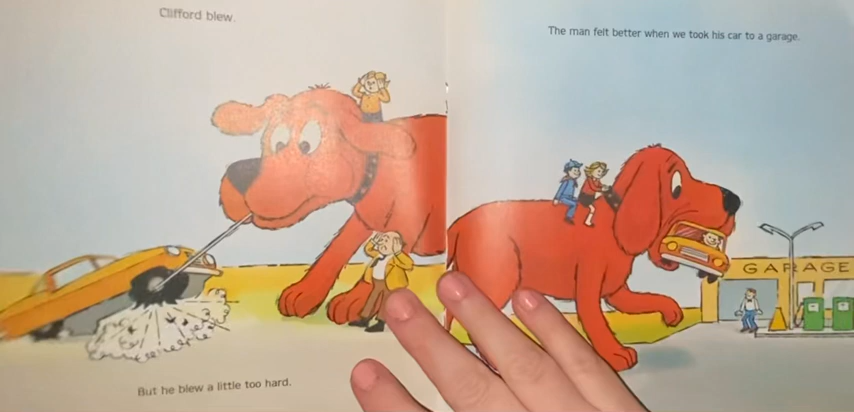 Clifford blew.
But he blew a little too hard.
The man felt better when we took his car to a garage.
GARAGE